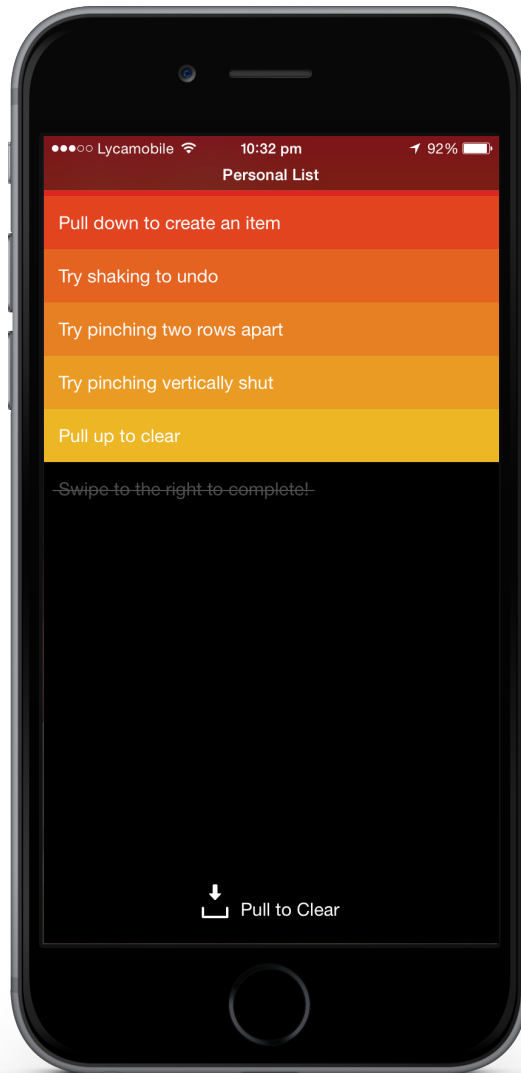 Lycamobile 10:32 pm 92%
Personal List
Pull down to create an item
Try shaking to undo
Try pinching two rows apart
Try pinching vertically shut
Pull up to clear
Swipe to the right to complete!
Pull to Clear